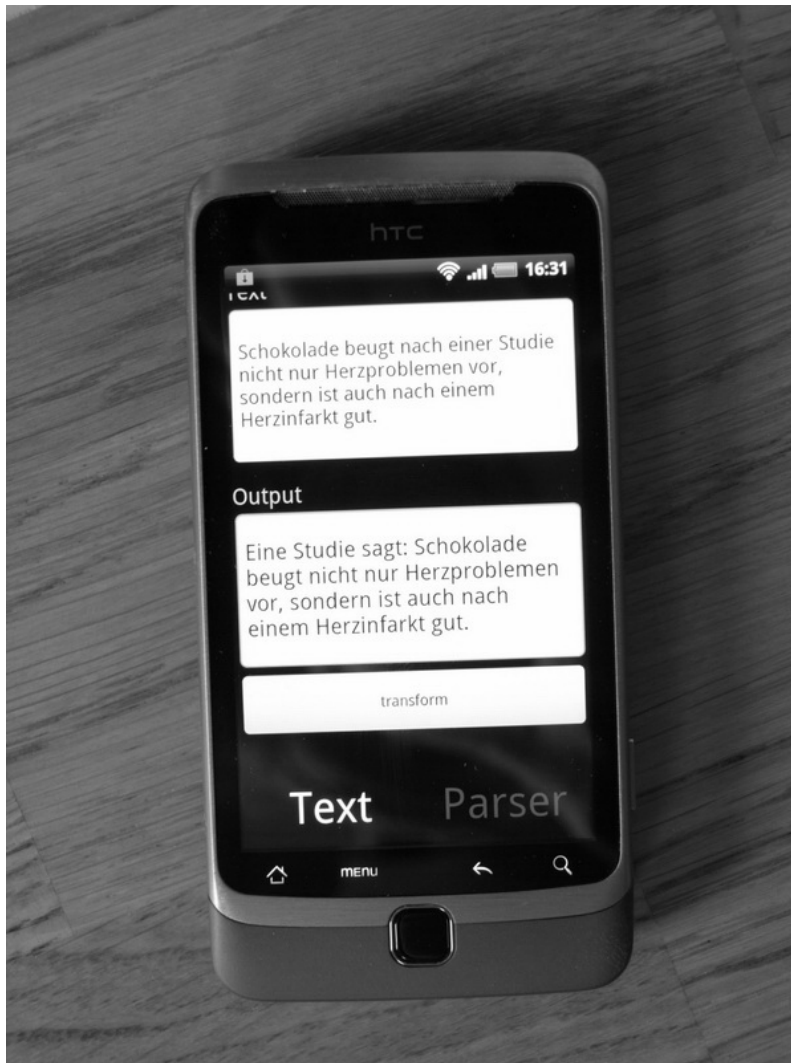 hTC
16:31
Text
Schokolade beugt nach einer Studie
nicht nur Herzproblemen vor,
sondern ist auch nach einem
Herzinfarkt gut.
Output
Eine Studie sagt: Schokolade
beugt nicht nur Herzproblemen
vor, sondern ist auch nach
einem Herzinfarkt gut.
transform
Text Parser
MENU